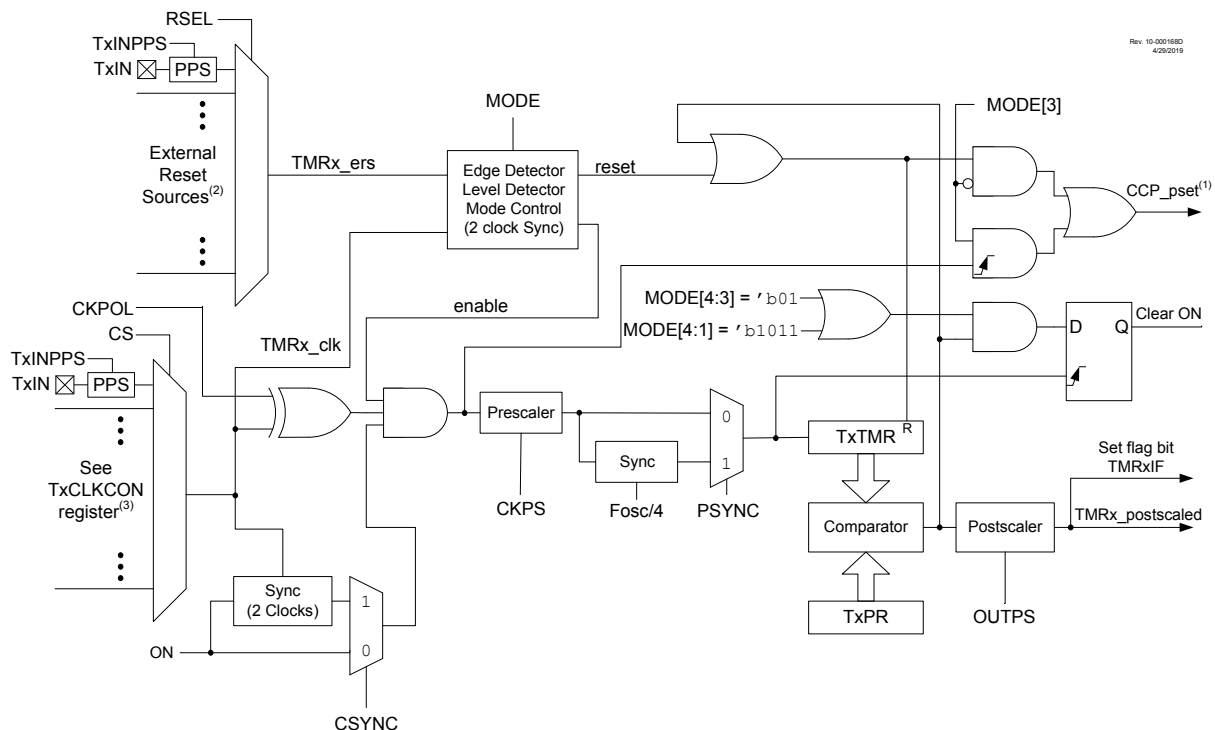 RSEL
TxINPPS
TxIN
PPS
Rev. 10-000168D
4/29/2019
MODE
MODE[3]
External
Reset
Sources(2)
TMRx_ers
Edge Detector
Level Detector
Mode Control
(2 clock Sync)
reset
CCP_pset(1)
enable
MODE[4:3] = 'b01
MODE[4:1] = 'b1011
D
Q
Clear ON
CKPOL
CS
TMRx_clk
TxINPPS
TxIN
PPS
See
TxCLKCON
register(3)
Prescaler
0
1
Sync
CKPS
Fosc/4
PSYNC
TxTMR
R
Set flag bit
TMRxIF
Comparator
Postscaler
TMRx_postscaled
TxPR
OUTPS
Sync
(2 Clocks)
1
0
ON
CSYNC